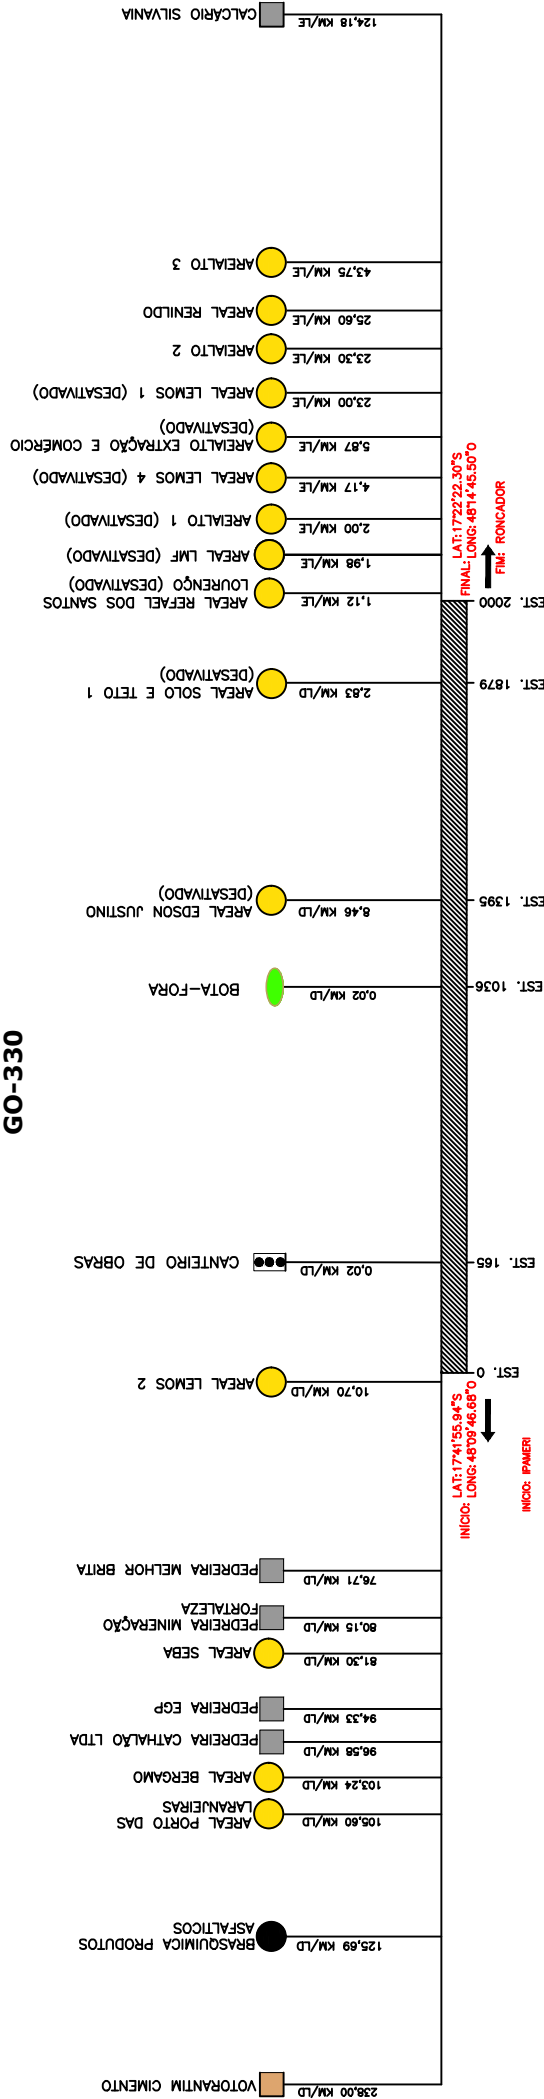 GO-330
CALCÁRIO SILVANIA
124,18 KM/LE
AREIALTO 3
43,75 KM/LE
AREAL RENILDO
25,60 KM/LE
AREIALTO 2
23,30 KM/LE
AREAL LEMOS 1 (DESATIVADO)
23,00 KM/LE
AREIALTO EXTRAÇÃO E COMÉRCIO
(DESATIVADO)
5,87 KM/LE
AREAL LEMOS 4 (DESATIVADO)
4,17 KM/LE
AREIALTO 1 (DESATIVADO)
2,00 KM/LE
AREAL LMF (DESATIVADO)
1,98 KM/LE
AREAL REFAEL DOS SANTOS
LOURENÇO (DESATIVADO)
1,12 KM/LE
LAT:17°22'22.30"S
FINAL: LONG: 48°14'45.50"O
FIM: RONCADOR
EST. 2000
AREAL SOLO E TETO 1
(DESATIVADO)
2,83 KM/LD
EST. 1879
AREAL EDSON JUSTINO
(DESATIVADO)
8,46 KM/LD
EST. 1395
BOTA-FORA
0,02 KM/LD
EST. 1036
CANTEIRO DE OBRAS
0,02 KM/LD
EST. 165
EST. 0
AREAL LEMOS 2
10,70 KM/LD
INÍCIO: LAT:17°41'55.94"S
LONG: 48°09'46.68"O
INÍCIO: IPAMERI
PEDREIRA MELHOR BRITA
76,71 KM/LD
PEDREIRA MINERAÇÃO
FORTALEZA
80,15 KM/LD
AREAL SEBA
81,30 KM/LD
PEDREIRA EGP
94,33 KM/LD
PEDREIRA CATHALÃO LTDA
96,58 KM/LD
AREAL BERGAMO
103,24 KM/LD
AREAL PORTO DAS
LARANJEIRAS
105,60 KM/LD
BRASQUIMICA PRODUTOS
ASFALTICOS
125,69 KM/LD
VOTORANTIM CIMENTO
238,00 KM/LD